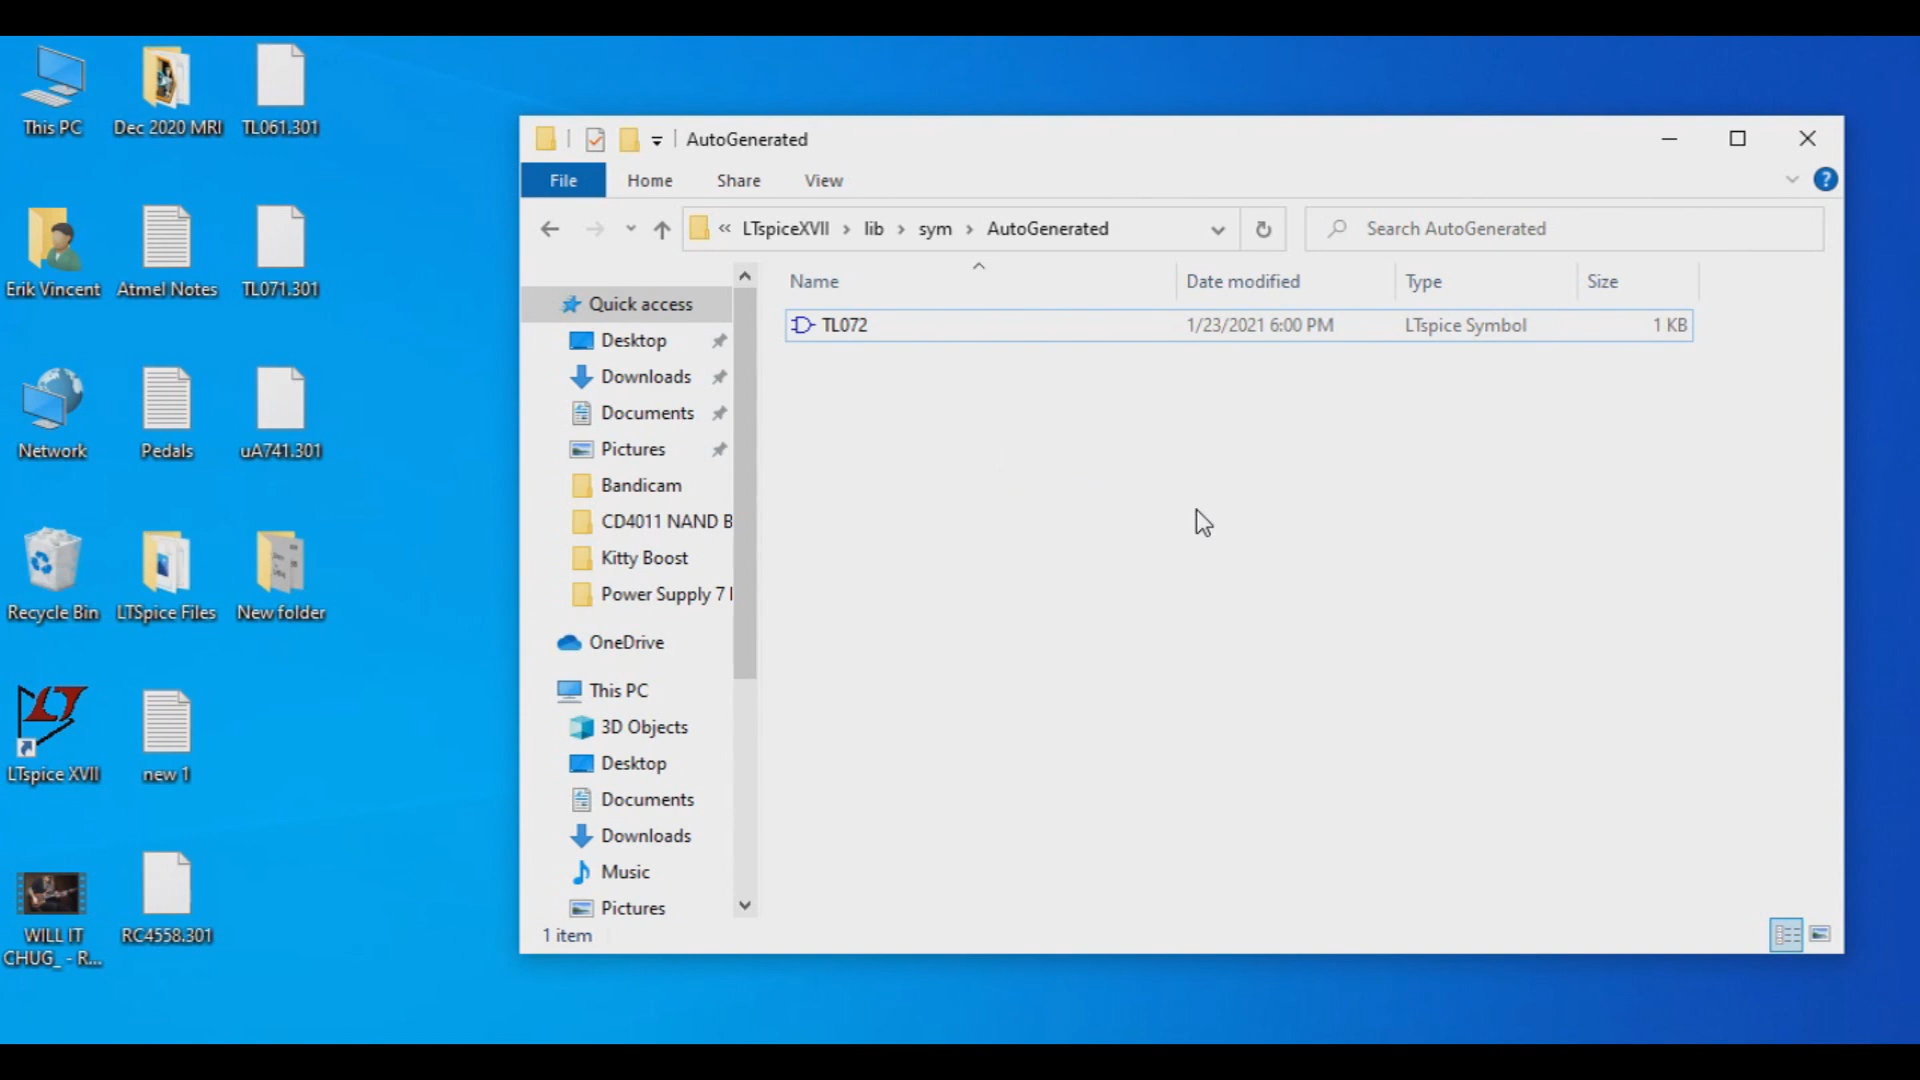 This PC
Dec 2020 MRI
TL061.301
Erik Vincent
Atmel Notes
TL071.301
Network
Pedals
uA741.301
Recycle Bin
LTSpice Files
New folder
LTspice XVII
new 1
WILL IT
CHUG_ - R...
RC4558.301
AutoGenerated
File
Home
Share
View
?
« LTspiceXVII › lib › sym › AutoGenerated
Search AutoGenerated
Name
Date modified
Type
Size
TL072
1/23/2021 6:00 PM
LTspice Symbol
1 KB
Quick access
Desktop
Downloads
Documents
Pictures
Bandicam
CD4011 NAND B
Kitty Boost
Power Supply 7
OneDrive
This PC
3D Objects
Desktop
Documents
Downloads
Music
Pictures
1 item